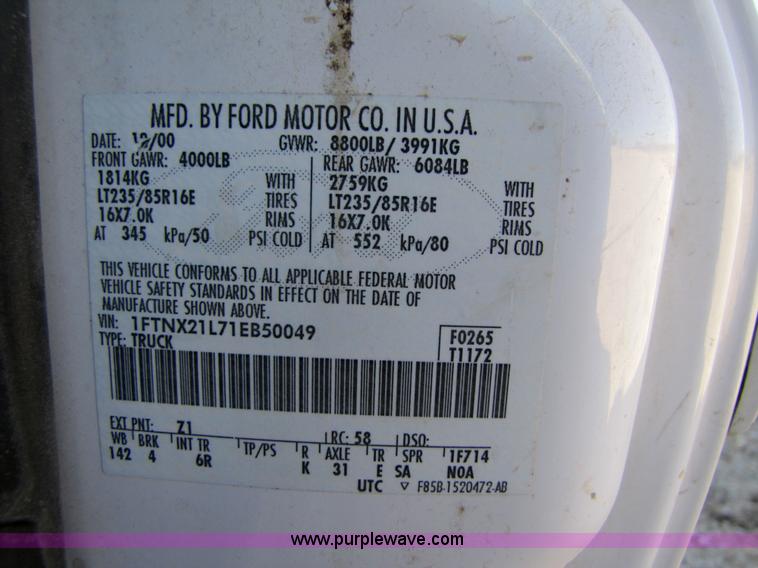 MFD. BY FORD MOTOR CO. IN U.S.A.
DATE: 12/00 GVWR: 8800LB/ 3991KG
FRONT GAWR: 4000LB REAR GAWR: 6084LB
1814KG WITH 2759KG WITH
LT235/85R16E TIRES LT235/85R16E TIRES
16X7.0K RIMS 16X7.0K RIMS
AT 345 kPa/50 PSI COLD AT 552 kPa/80 PSI COLD
THIS VEHICLE CONFORMS TO ALL APPLICABLE FEDERAL MOTOR
VEHICLE SAFETY STANDARDS IN EFFECT ON THE DATE OF
MANUFACTURE SHOWN ABOVE.
VIN: 1FTNX21L71EB50049 F0265
TYPE: TRUCK T1172
EXT PNT: Z1 RC: 58 DSO:
WB BRK INT TR TP/PS R AXLE TR SPR 1F714
142 4 6R K 31 E SA NOA
UTC ▽ F85B-1520472-AB
www.purplewave.com